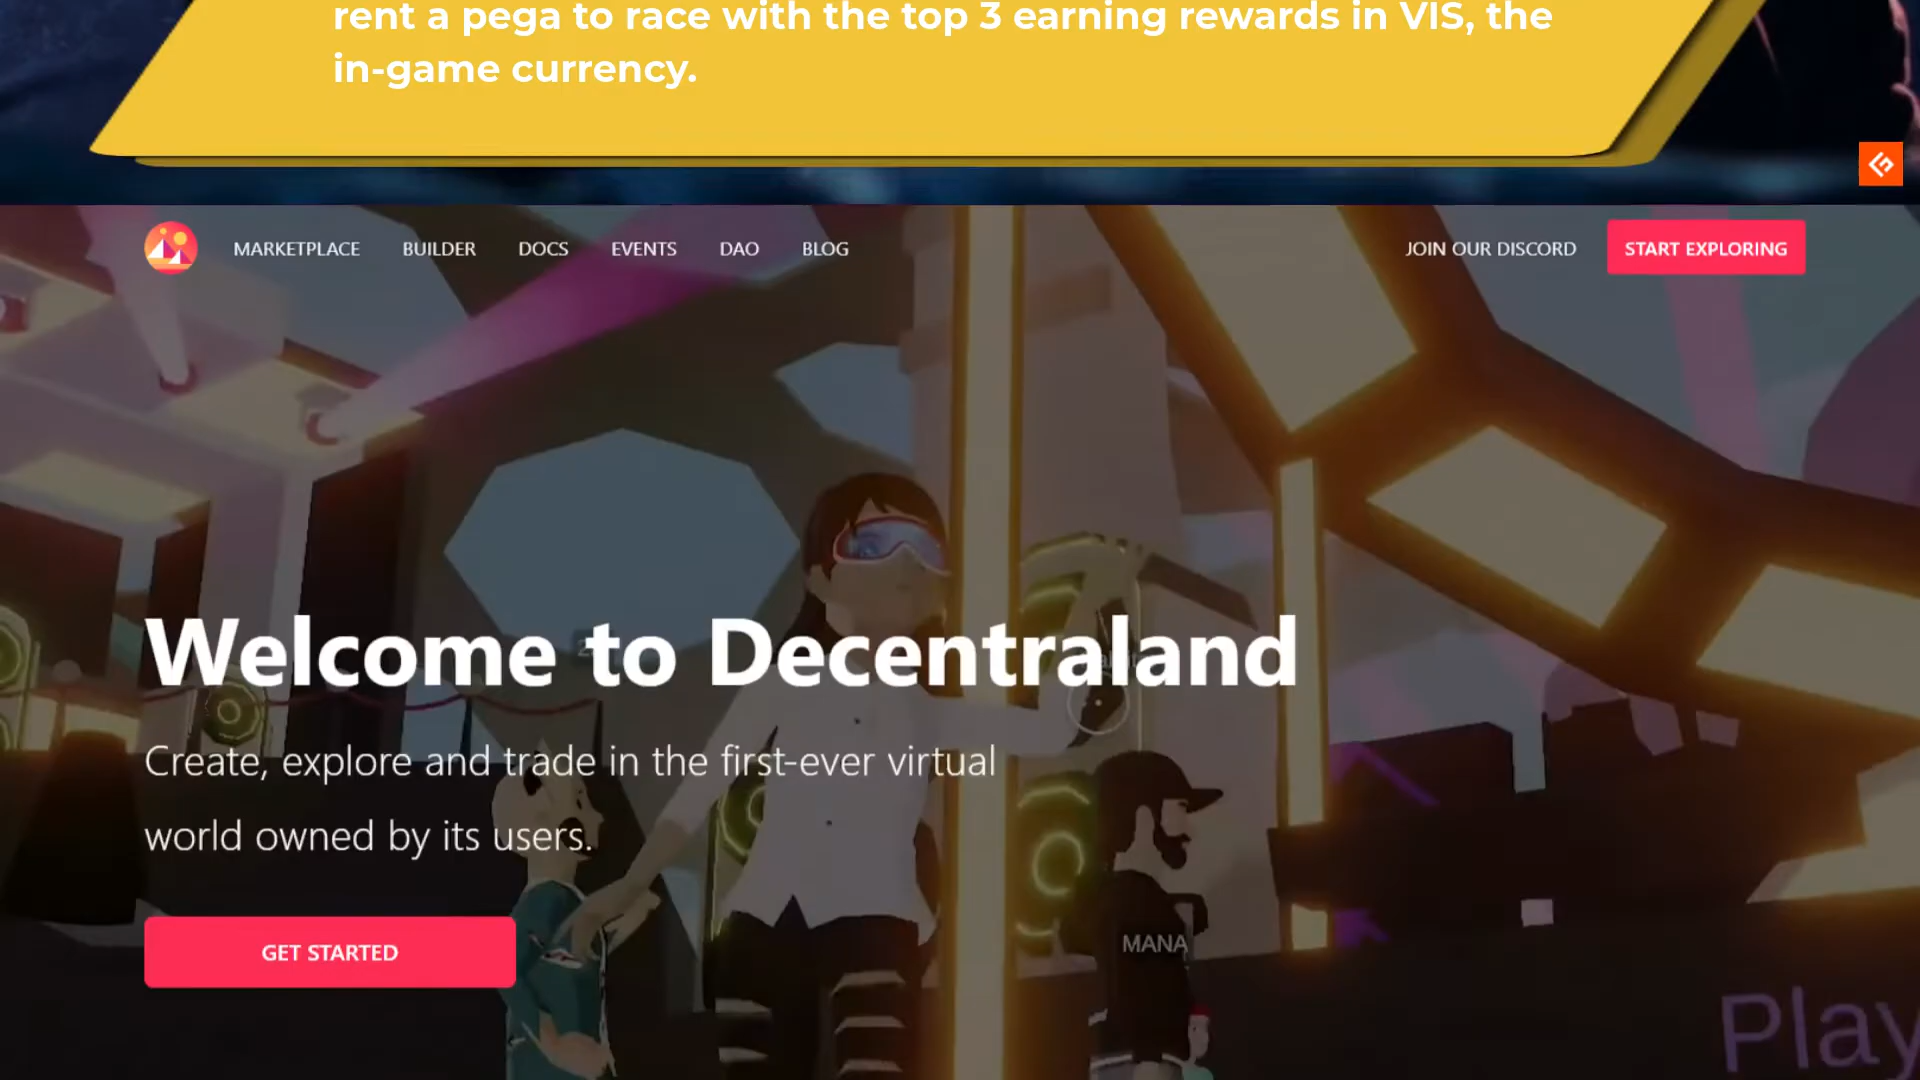 rent a pega to race with the top 3 earning rewards in VIS, the
in-game currency.
MARKETPLACE BUILDER DOCS EVENTS DAO BLOG JOIN OUR DISCORD START EXPLORING
Welcome to Decentraland
Create, explore and trade in the first-ever virtual
world owned by its users.
MANA
GET STARTED
Play